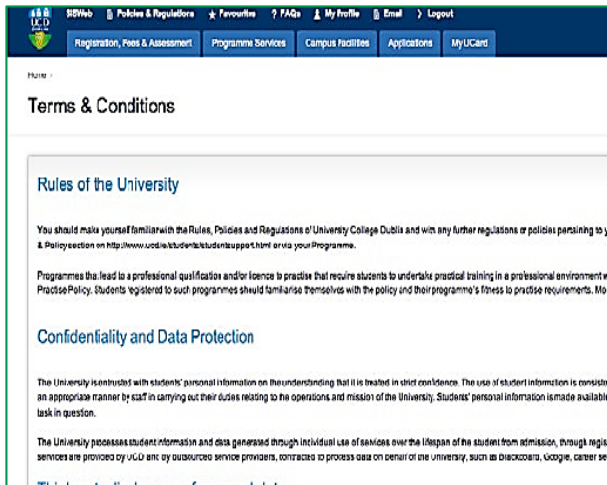 UCD
SISWeb Policies & Regulations Favourites ? FAQs My Profile Email Logout
Registration, Fees & Assessment Programme Services Campus Facilities Applications MyUCard
Home
Terms & Conditions
Rules of the University
You should make yourself familiar with the Rules, Policies and Regulations of University College Dublin and with any further regulations or policies pertaining to y
& Policy section on http://www.ucd.ie/students/studentsupport.html or via your Programme.
Programmes that lead to a professional qualification and/or licence to practise that require students to undertake practical training in a professional environment w
Practise Policy. Students registered to such programmes should familiarise themselves with the policy and their programme's fitness to practise requirements. Mo
Confidentiality and Data Protection
The University is entrusted with students' personal information on the understanding that it is treated in strict confidence. The use of student information is consiste
an appropriate manner by staff in carrying out their duties relating to the operations and mission of the University. Students' personal information is made available
task in question.
The University processes student information and data generated through individual use of services over the lifespan of the student from admission, through regis
services are provided by UCD and by outsourced service providers, contracted to process data on behalf of the University, such as Blackboard, Google, career se